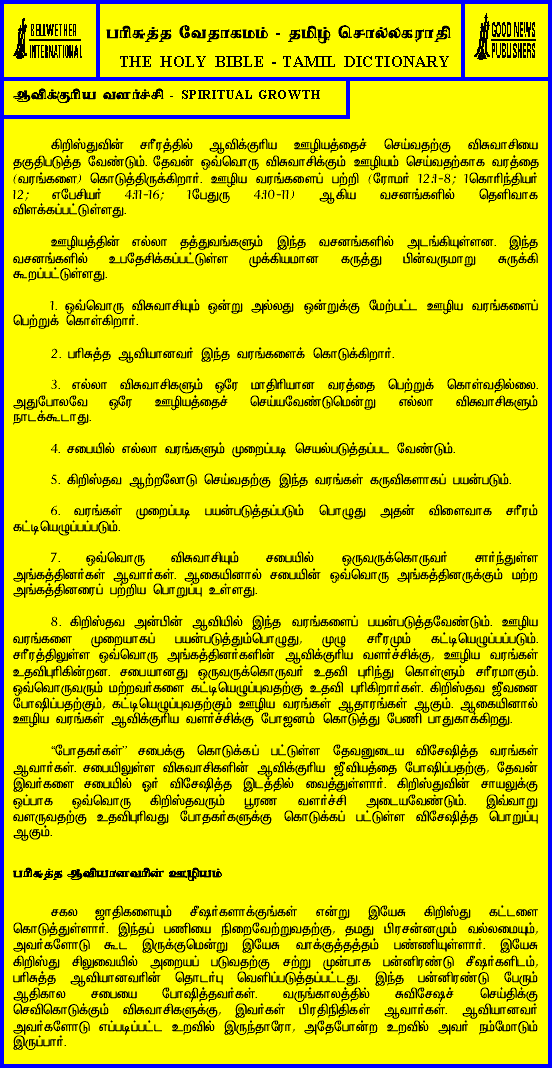 BELLWETHER
INTERNATIONAL
பரிசுத்த வேதாகமம் - தமிழ் சொல்லகராதி
THE HOLY BIBLE - TAMIL DICTIONARY
GOOD NEWS
PUBLISHERS
ஆவிக்குரிய வளர்ச்சி - SPIRITUAL GROWTH
கிறிஸ்துவின் சரீரத்தில் ஆவிக்குரிய ஊழியத்தைச் செய்வதற்கு விசுவாசியை
தகுதிபடுத்த வேண்டும். தேவன் ஒவ்வொரு விசுவாசிக்கும் ஊழியம் செய்வதற்காக வரத்தை
(வரங்களை) கொடுத்திருக்கிறார். ஊழிய வரங்களைப் பற்றி (ரோமர் 12:1-8; 1கொரிந்தியர்
12; எபேசியர் 4:11-16; 1பேதுரு 4:10-11) ஆகிய வசனங்களில் தெளிவாக
விளக்கப்பட்டுள்ளது.
ஊழியத்தின் எல்லா தத்துவங்களும் இந்த வசனங்களில் அடங்கியுள்ளன. இந்த
வசனங்களில் உபதேசிக்கப்பட்டுள்ள முக்கியமான கருத்து பின்வருமாறு சுருக்கி
கூறப்பட்டுள்ளது.
1. ஒவ்வொரு விசுவாசியும் ஒன்று அல்லது ஒன்றுக்கு மேற்பட்ட ஊழிய வரங்களைப்
பெற்றுக் கொள்கிறார்.
2. பரிசுத்த ஆவியானவர் இந்த வரங்களைக் கொடுக்கிறார்.
3. எல்லா விசுவாசிகளும் ஒரே மாதிரியான வரத்தை பெற்றுக் கொள்வதில்லை.
அதுபோலவே ஒரே ஊழியத்தைச் செய்யவேண்டுமென்று எல்லா விசுவாசிகளும்
நாடக்கூடாது.
4. சபையில் எல்லா வரங்களும் முறைப்படி செயல்படுத்தப்பட வேண்டும்.
5. கிறிஸ்தவ ஆற்றலோடு செய்வதற்கு இந்த வரங்கள் கருவிகளாகப் பயன்படும்.
6. வரங்கள் முறைப்படி பயன்படுத்தப்படும் பொழுது அதன் விளைவாக சரீரம்
கட்டியெழுப்பப்படும்.
7. ஒவ்வொரு விசுவாசியும் சபையில் ஒருவருக்கொருவர் சார்ந்துள்ள
அங்கத்தினர்கள் ஆவார்கள். ஆகையினால் சபையின் ஒவ்வொரு அங்கத்தினருக்கும் மற்ற
அங்கத்தினரைப் பற்றிய பொறுப்பு உள்ளது.
8. கிறிஸ்தவ அன்பின் ஆவியில் இந்த வரங்களைப் பயன்படுத்தவேண்டும். ஊழிய
வரங்களை முறையாகப் பயன்படுத்தும்பொழுது, முழு சரீரமும் கட்டியெழுப்பப்படும்.
சரீரத்திலுள்ள ஒவ்வொரு அங்கத்தினர்களின் ஆவிக்குரிய வளர்ச்சிக்கு, ஊழிய வரங்கள்
உதவிபுரிகின்றன. சபையானது ஒருவருக்கொருவர் உதவி புரிந்து கொள்ளும் சரீரமாகும்.
ஒவ்வொருவரும் மற்றவர்களை கட்டியெழுப்புவதற்கு உதவி புரிகிறார்கள். கிறிஸ்தவ ஜீவனை
போஷிப்பதற்கும், கட்டியெழுப்புவதற்கும் ஊழிய வரங்கள் ஆதாரங்கள் ஆகும். ஆகையினால்
ஊழிய வரங்கள் ஆவிக்குரிய வளர்ச்சிக்கு போஜனம் கொடுத்து பேணி பாதுகாக்கிறது.
“போதகர்கள்” சபைக்கு கொடுக்கப் பட்டுள்ள தேவனுடைய விசேஷித்த வரங்கள்
ஆவார்கள். சபையிலுள்ள விசுவாசிகளின் ஆவிக்குரிய ஜீவியத்தை போஷிப்பதற்கு, தேவன்
இவர்களை சபையில் ஓர் விசேஷித்த இடத்தில் வைத்துள்ளார். கிறிஸ்துவின் சாயலுக்கு
ஒப்பாக ஒவ்வொரு கிறிஸ்தவரும் பூரண வளர்ச்சி அடையவேண்டும். இவ்வாறு
வளருவதற்கு உதவிபுரிவது போதகர்களுக்கு கொடுக்கப் பட்டுள்ள விசேஷித்த பொறுப்பு
ஆகும்.
பரிசுத்த ஆவியானவரின் ஊழியம்
சகல ஜாதிகளையும் சீஷர்களாக்குங்கள் என்று இயேசு கிறிஸ்து கட்டளை
கொடுத்துள்ளார். இந்தப் பணியை நிறைவேற்றுவதற்கு, தமது பிரசன்னமும் வல்லமையும்,
அவர்களோடு கூட இருக்குமென்று இயேசு வாக்குத்தத்தம் பண்ணியுள்ளார். இயேசு
கிறிஸ்து சிலுவையில் அறையப் படுவதற்கு சற்று முன்பாக பன்னிரண்டு சீஷர்களிடம்,
பரிசுத்த ஆவியானவரின் தொடர்பு வெளிப்படுத்தப்பட்டது. இந்த பன்னிரண்டு பேரும்
ஆதிகால சபையை போஷித்தவர்கள். வருங்காலத்தில் சுவிசேஷச் செய்திக்கு
செவிகொடுக்கும் விசுவாசிகளுக்கு, இவர்கள் பிரதிநிதிகள் ஆவார்கள். ஆவியானவர்
அவர்களோடு எப்படிப்பட்ட உறவில் இருந்தாரோ, அதேபோன்ற உறவில் அவர் நம்மோடும்
இருப்பார்.